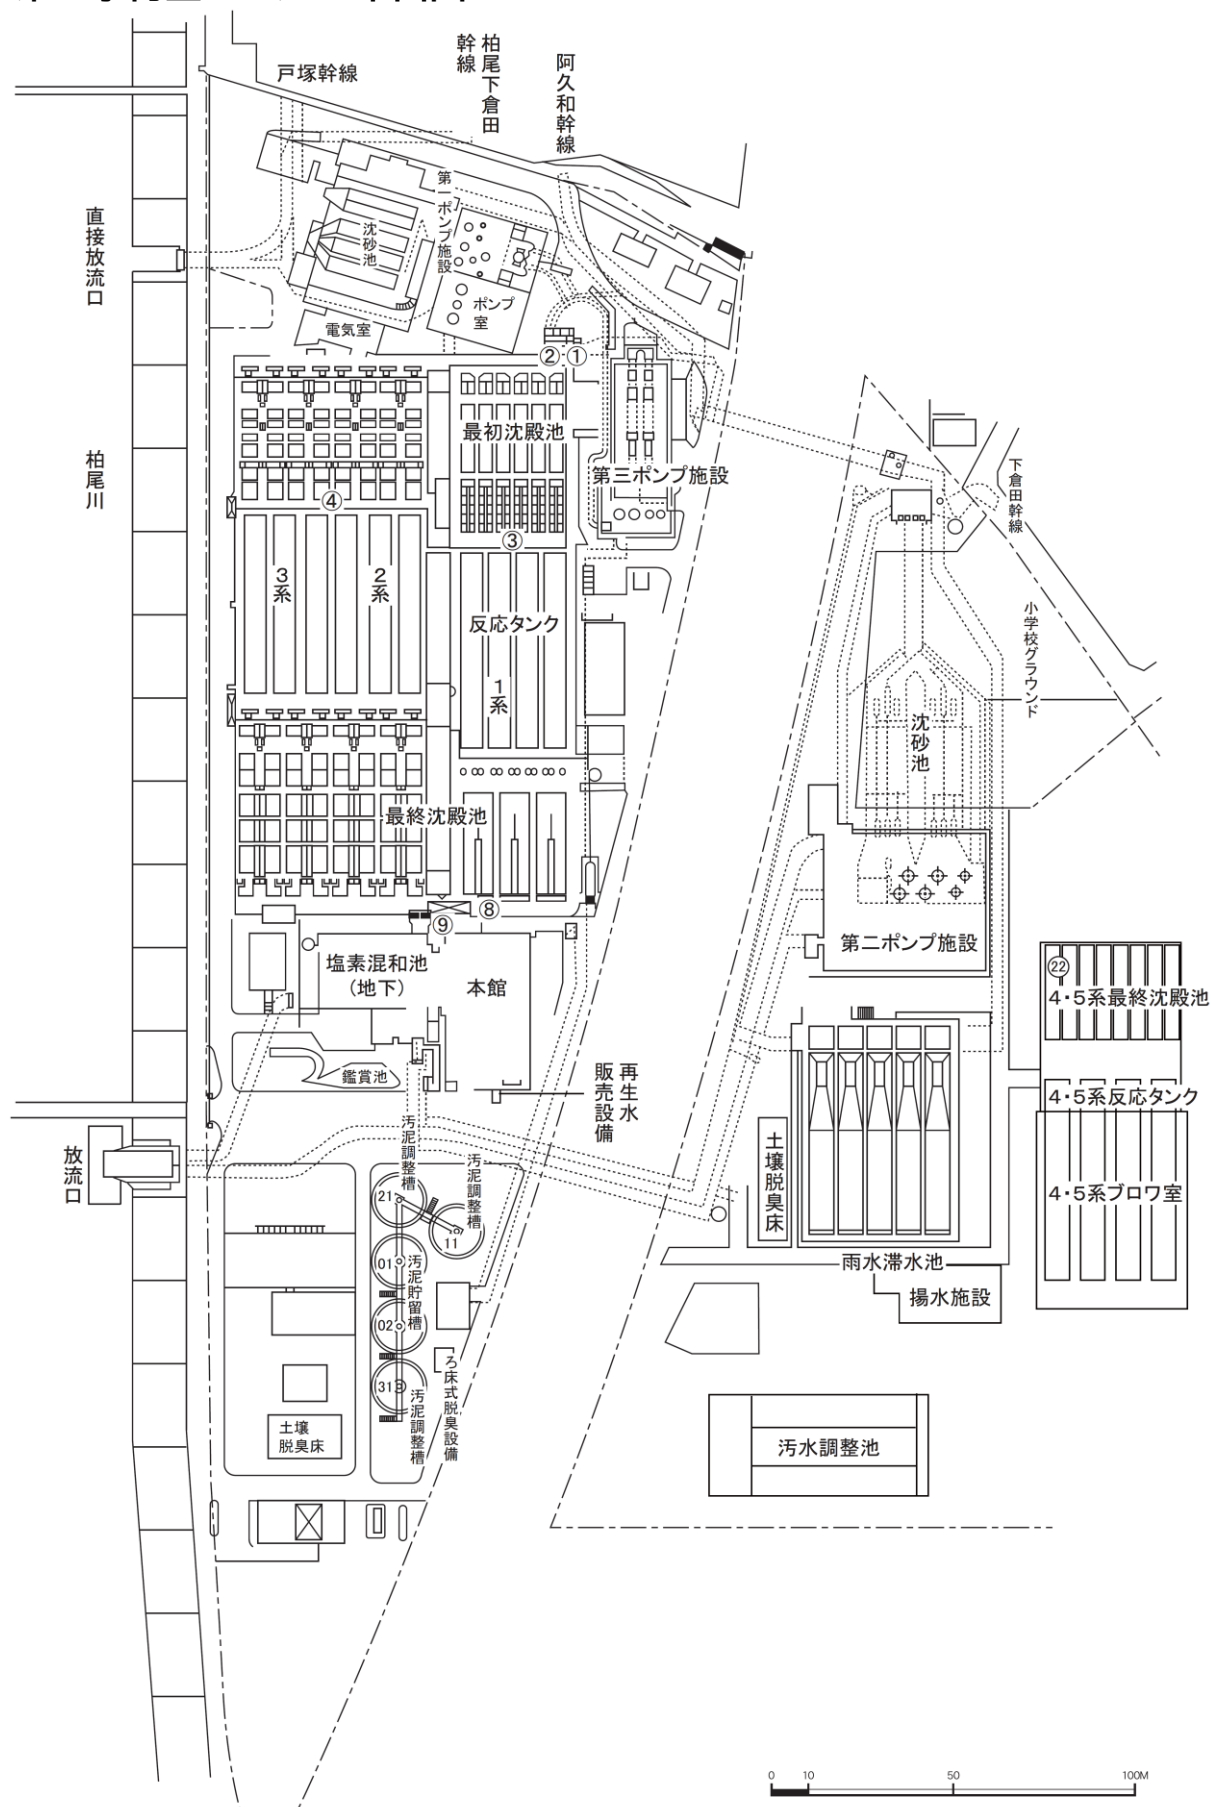 戸塚幹線
柏尾下倉田
幹線
阿久和幹線
直接放流口
第一ポンプ施設
沈砂池
ポンプ
室
電気室
②
①
最初沈殿池
第三ポンプ施設
柏尾川
④
③
下倉田幹線
3系
2系
反応タンク
1系
小学校グラウンド
沈砂池
最終沈殿池
⑧
⑨
第二ポンプ施設
塩素混和池
(地下)
本館
22
4・5系最終沈殿池
鑑賞池
再生水
販売設備
4・5系反応タンク
放流口
汚泥調整槽
汚泥調整槽
土壌脱臭床
21
11
4・5系ブロワ室
01
汚泥貯留槽
雨水滞水池
揚水施設
02
31
汚泥調整槽
ろ床式脱臭設備
土壌
脱臭床
汚水調整池
0 10 50 100M